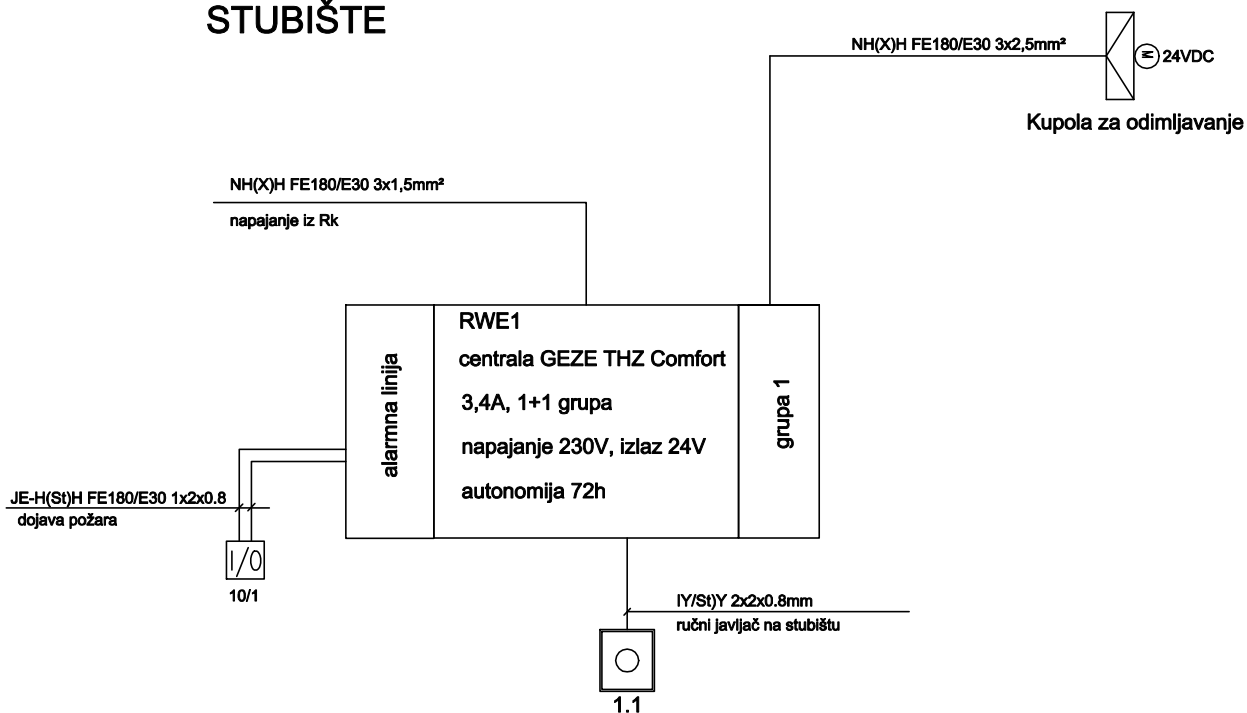 STUBIŠTE
NH(X)H FE180/E30 3x2,5mm²
M
24VDC
Kupola za odimljavanje
NH(X)H FE180/E30 3x1,5mm²
napajanje iz Rk
alarmna linija
RWE1
centrala GEZE THZ Comfort
3,4A, 1+1 grupa
napajanje 230V, izlaz 24V
autonomija 72h
grupa 1
JE-H(St)H FE180/E30 1x2x0.8
dojava požara
I/O
10/1
IY/St)Y 2x2x0.8mm
ručni javljač na stubištu
1.1